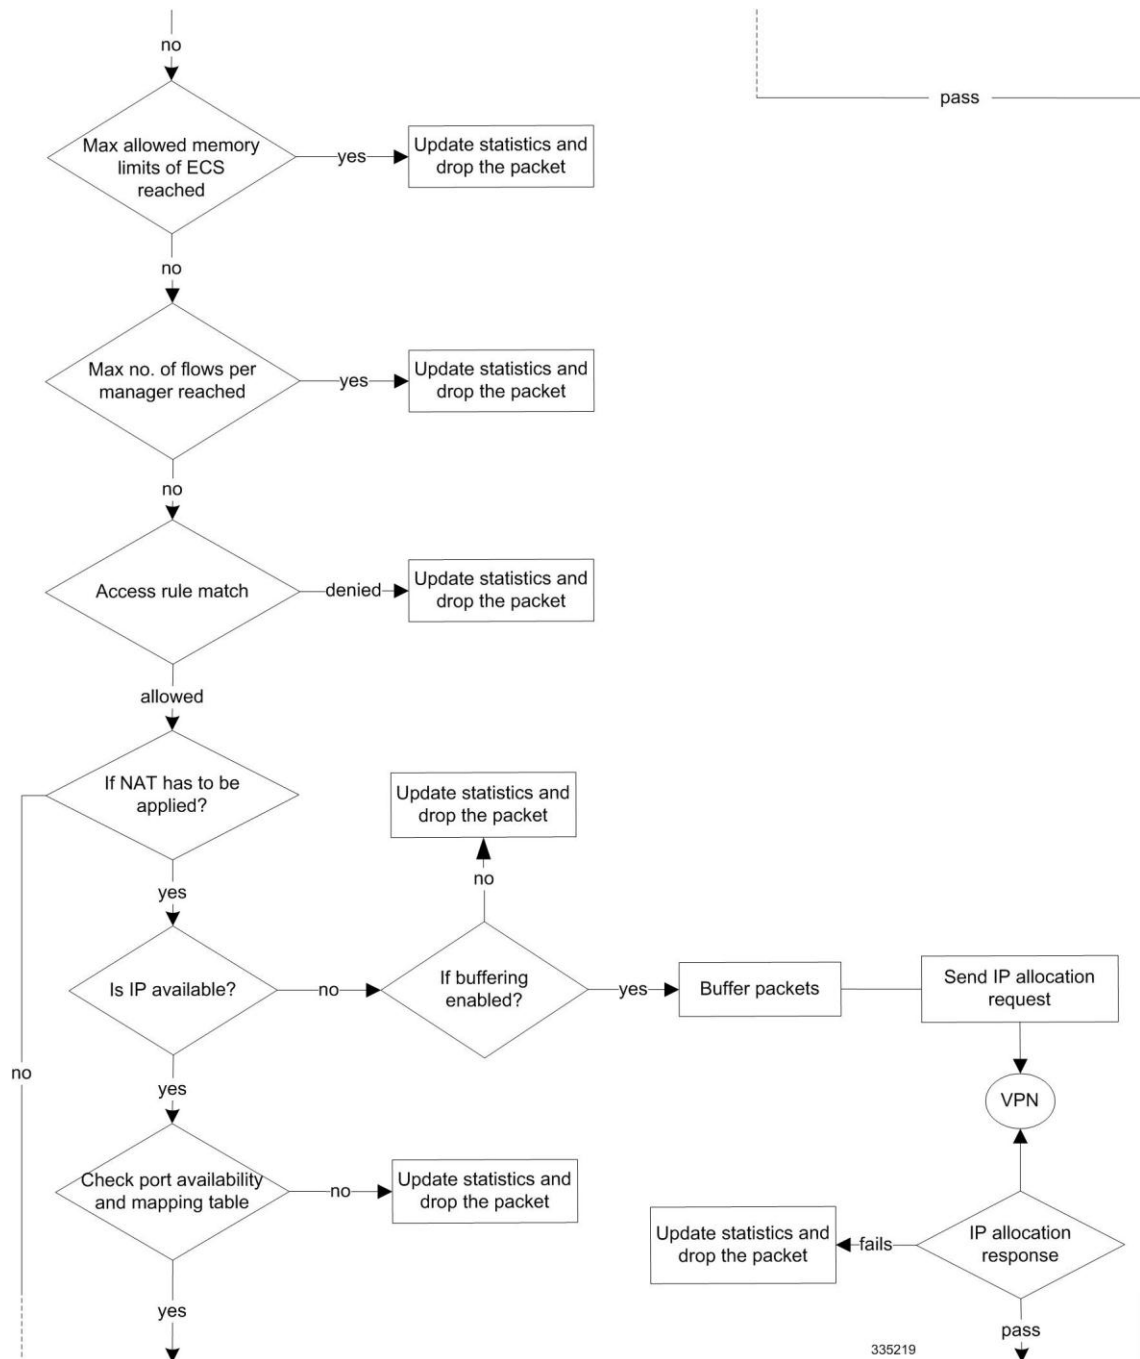 no
pass
Max allowed memory
limits of ECS
reached
yes
Update statistics and
drop the packet
no
Max no. of flows per
manager reached
yes
Update statistics and
drop the packet
no
Access rule match
denied
Update statistics and
drop the packet
allowed
If NAT has to be
applied?
Update statistics and
drop the packet
yes
no
Is IP available?
no
If buffering
enabled?
yes
Buffer packets
Send IP allocation
request
no
yes
VPN
Check port availability
and mapping table
no
Update statistics and
drop the packet
Update statistics and
drop the packet
fails
IP allocation
response
yes
pass
335219